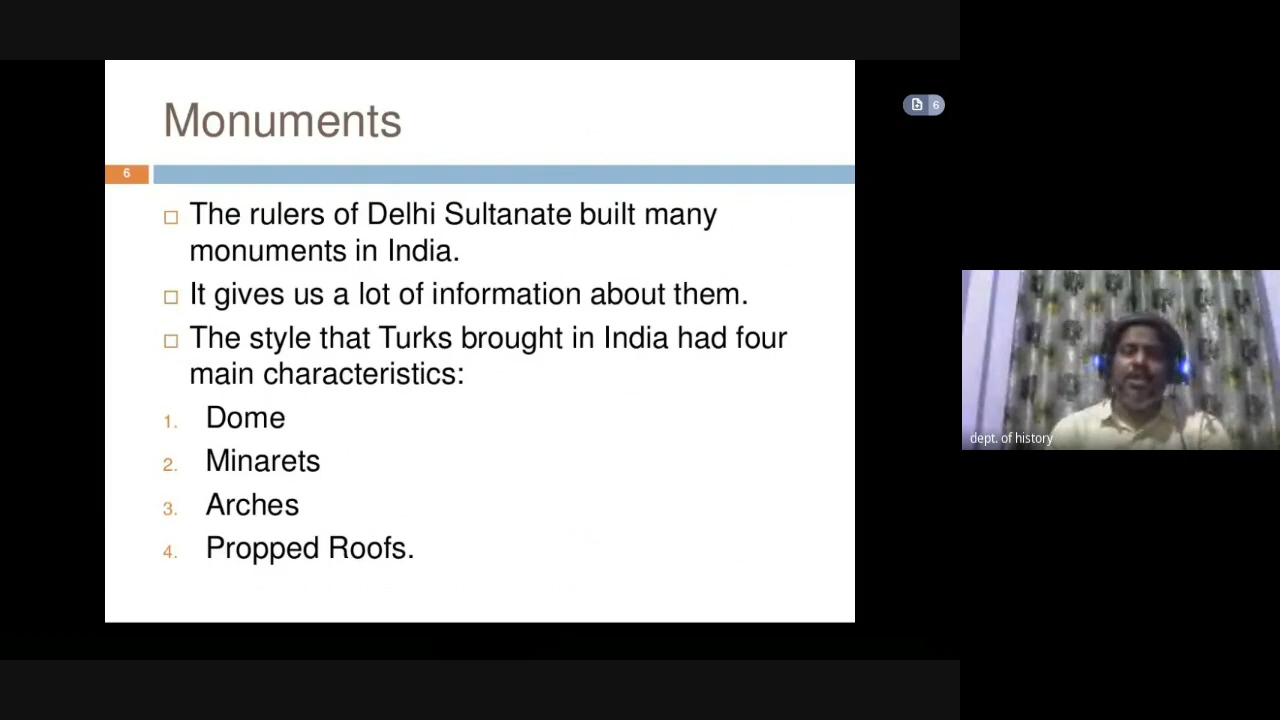 Monuments
6
6
□ The rulers of Delhi Sultanate built many
monuments in India.
□ It gives us a lot of information about them.
□ The style that Turks brought in India had four
main characteristics:
1. Dome
2. Minarets
3. Arches
4. Propped Roofs.
dept. of history